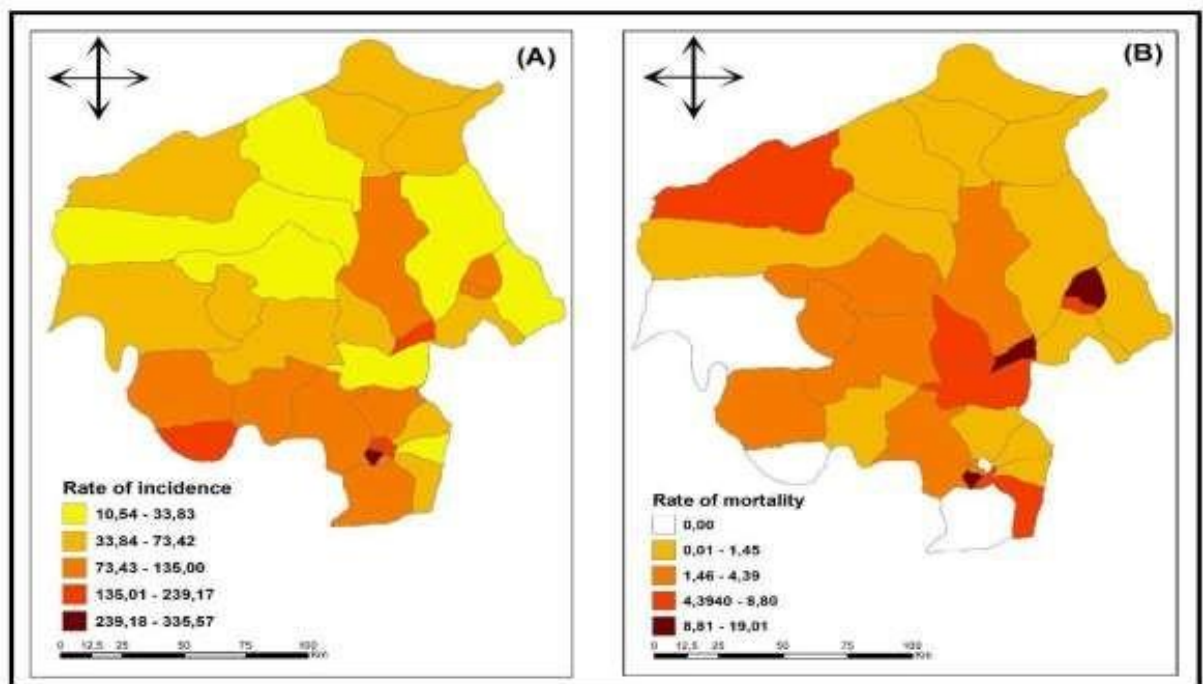 (A)
Rate of incidence
10,54 - 33,83
33,84 - 73,42
73,43 - 135,00
135,01 - 239,17
239,18 - 335,57
0 12,5 25 50 75 100
Km
(B)
Rate of mortality
0,00
0,01 - 1,45
1,46 - 4,39
4,3940 - 8,80
8,81 - 19,01
0 12,5 25 50 75 100
Km